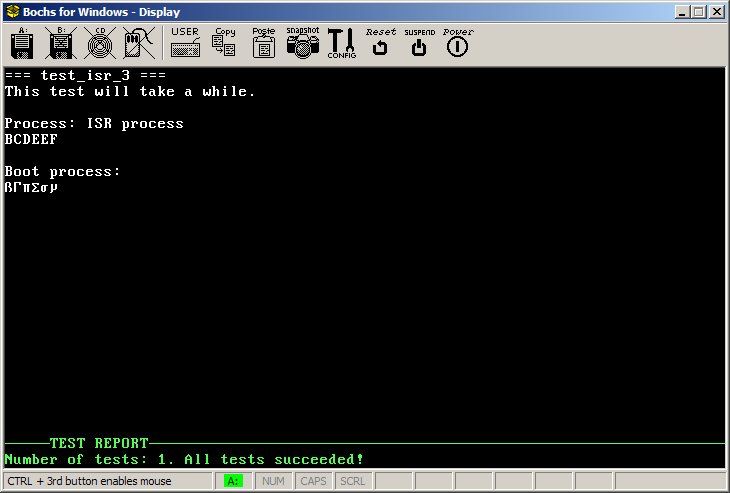 Bochs for Windows - Display
A: B: CD USER Copy Paste snapshot CONFIG Reset SUSPEND Power
=== test_isr_3 ===
This test will take a while.
Process: ISR process
BCDEEF
Boot process:
ßΓπΣσµ
TEST REPORT
Number of tests: 1. All tests succeeded!
CTRL + 3rd button enables mouse A: NUM CAPS SCRL